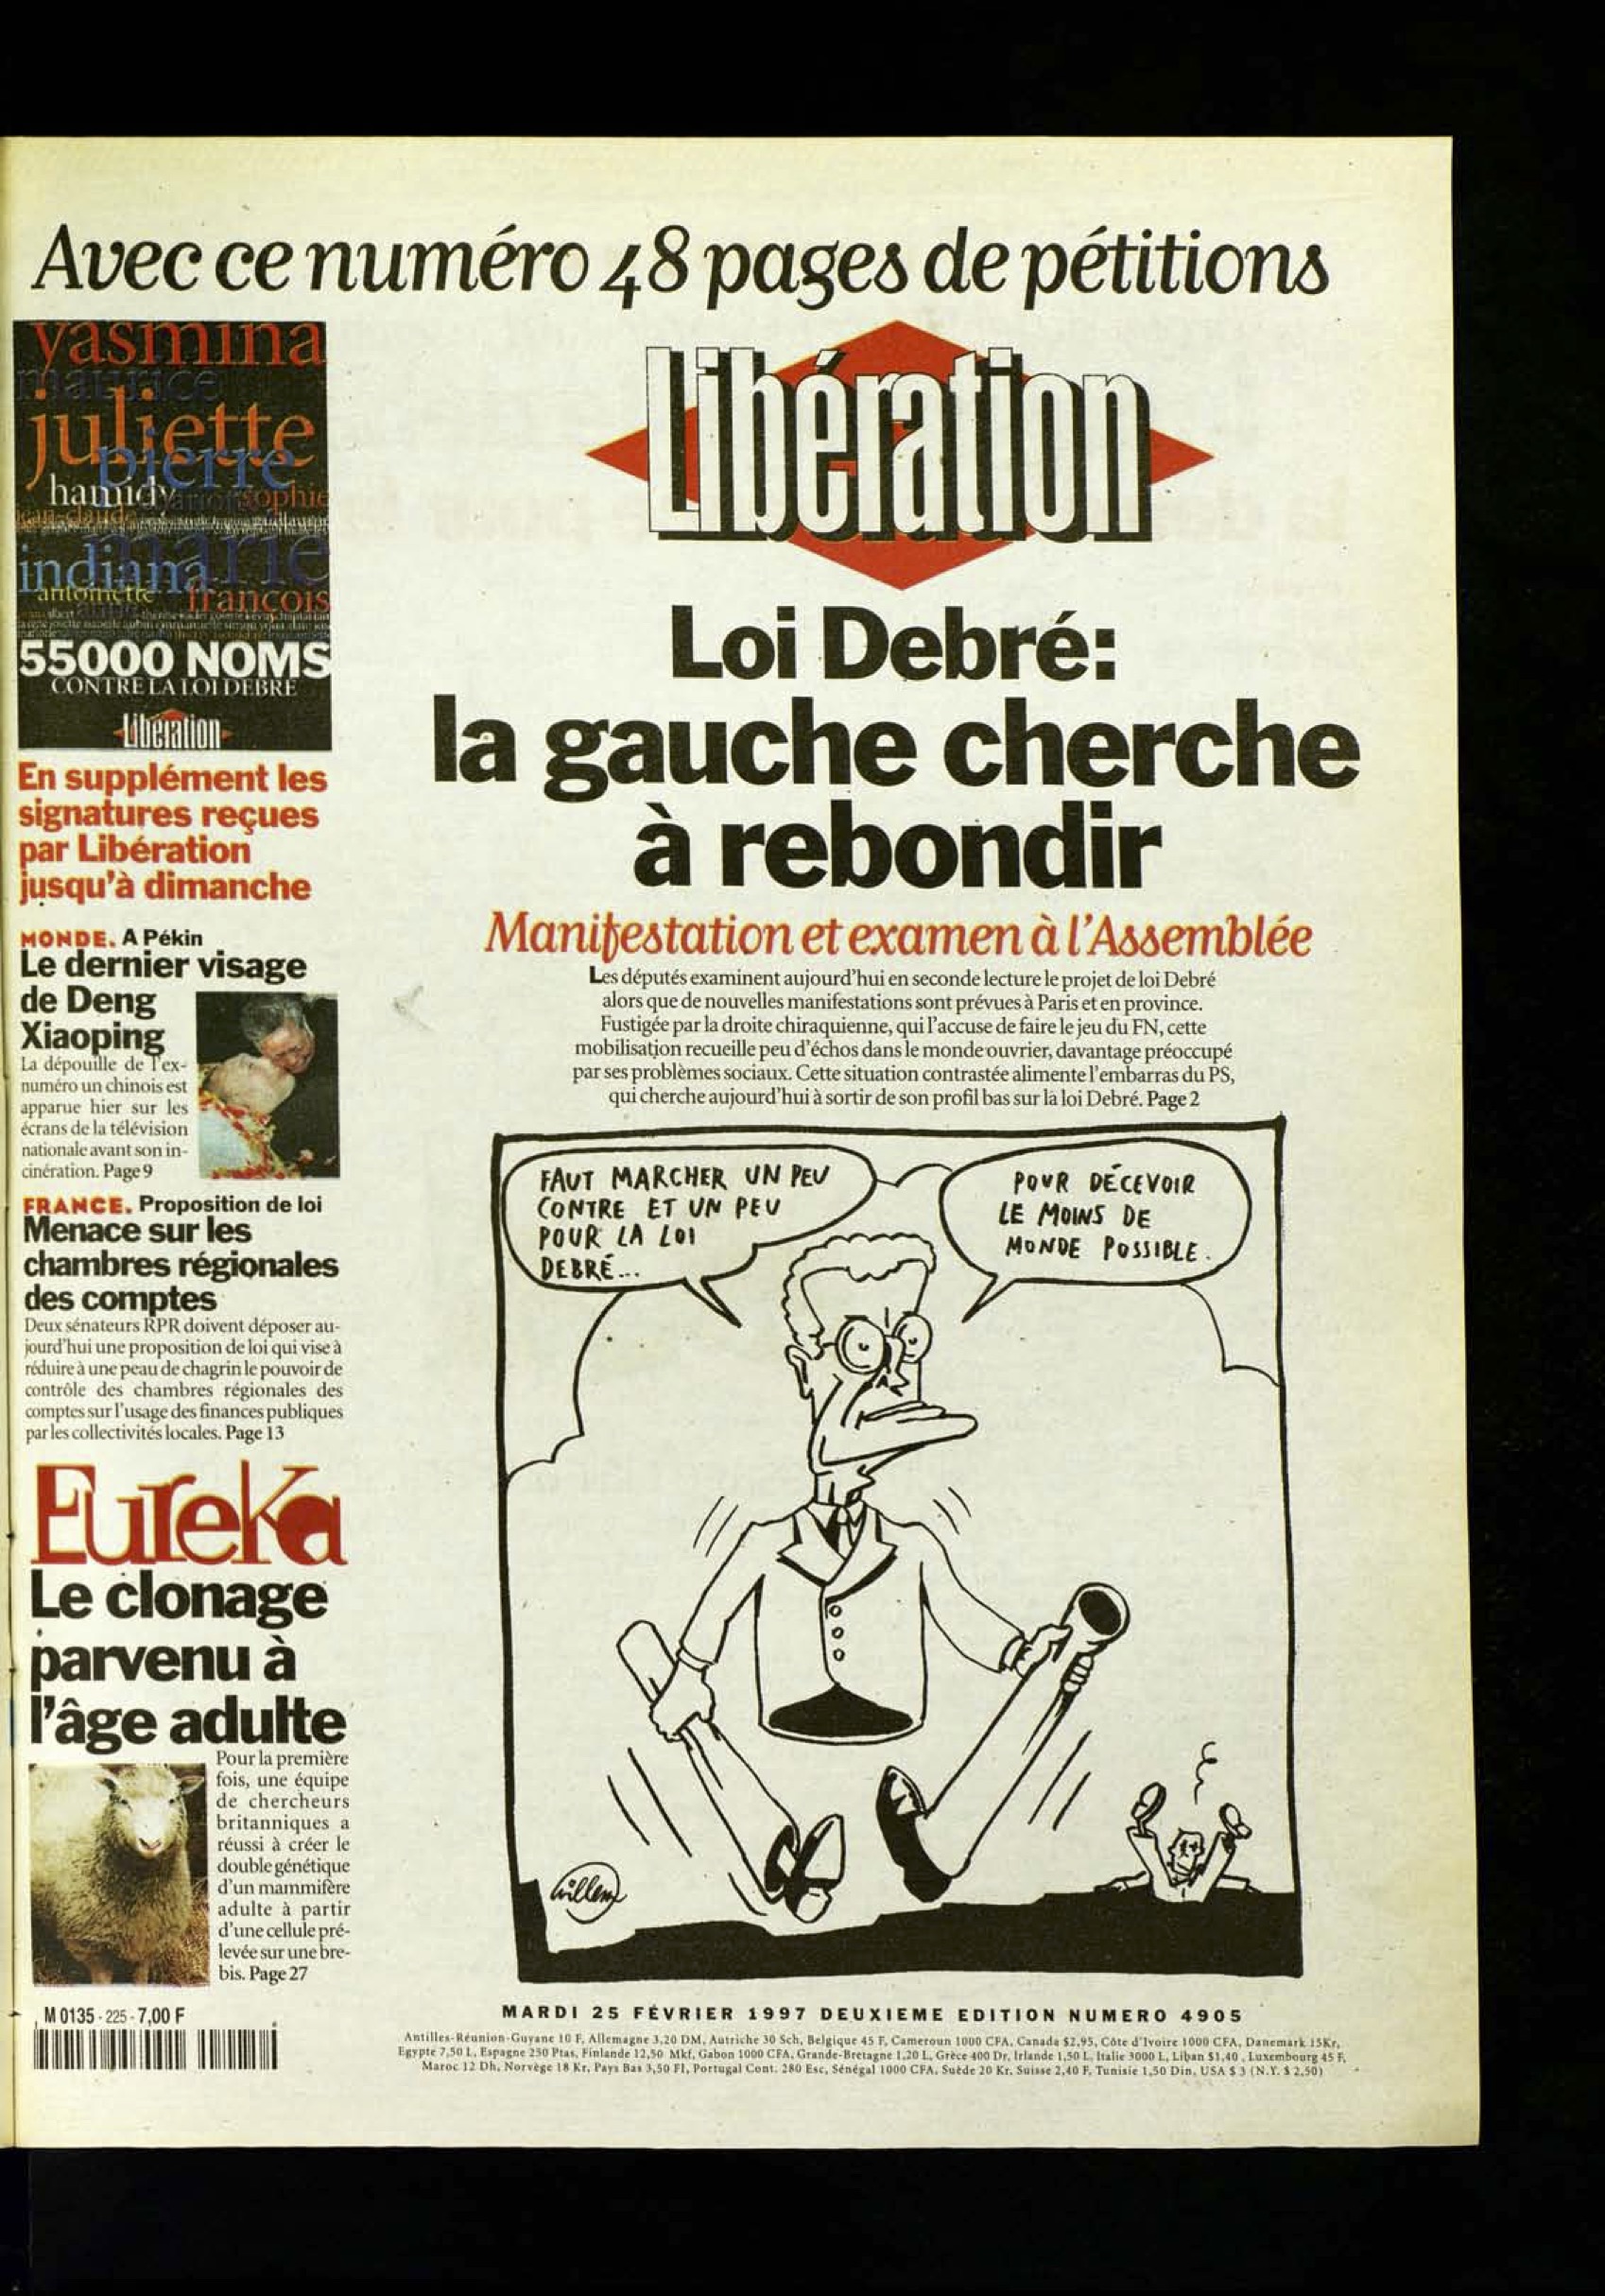 Avec ce numéro 48 pages de pétitions
yasmina
maurice
juliette
pierre
hamidy marion sophie
jean-claude guillaume
marie
indiana
antoinette françois
55000 NOMS
CONTRE LA LOI DEBRE
Libération
En supplément les
signatures reçues
par Libération
jusqu'à dimanche
MONDE. A Pékin
Le dernier visage
de Deng
Xiaoping
La dépouille de l'ex-
numéro un chinois est
apparue hier sur les
écrans de la télévision
nationale avant son in-
cinération. Page 9
FRANCE. Proposition de loi
Menace sur les
chambres régionales
des comptes
Deux sénateurs RPR doivent déposer au-
jourd'hui une proposition de loi qui vise à
réduire à une peau de chagrin le pouvoir de
contrôle des chambres régionales des
comptes sur l'usage des finances publiques
par les collectivités locales. Page 13
Eureka
Le clonage
parvenu à
l'âge adulte
Pour la première
fois, une équipe
de chercheurs
britanniques a
réussi à créer le
double génétique
d'un mammifère
adulte à partir
d'une cellule pré-
levée sur une bre-
bis. Page 27
M 0135 - 225 - 7,00 F
Libération
Loi Debré:
la gauche cherche
à rebondir
Manifestation et examen à l'Assemblée
Les députés examinent aujourd'hui en seconde lecture le projet de loi Debré
alors que de nouvelles manifestations sont prévues à Paris et en province.
Fustigée par la droite chiraquienne, qui l'accuse de faire le jeu du FN, cette
mobilisation recueille peu d'échos dans le monde ouvrier, davantage préoccupé
par ses problèmes sociaux. Cette situation contrastée alimente l'embarras du PS,
qui cherche aujourd'hui à sortir de son profil bas sur la loi Debré. Page 2
FAUT MARCHER UN PEU
CONTRE ET UN PEU
POUR LA LOI
DEBRÉ...
POUR DÉCEVOIR
LE MOINS DE
MONDE POSSIBLE.
Willem
MARDI 25 FÉVRIER 1997 DEUXIEME EDITION NUMERO 4905
Antilles-Réunion-Guyane 10 F, Allemagne 3,20 DM, Autriche 30 Sch, Belgique 45 F, Cameroun 1000 CFA, Canada $2,95, Côte d'Ivoire 1000 CFA, Danemark 15Kr,
Egypte 7,50 L, Espagne 250 Ptas, Finlande 12,50 Mkf, Gabon 1000 CFA, Grande-Bretagne 1,20 L, Grèce 400 Dr, Irlande 1,50 L, Italie 3000 L, Liban $1,40 , Luxembourg 45 F,
Maroc 12 Dh, Norvège 18 Kr, Pays Bas 3,50 Fl, Portugal Cont. 280 Esc, Sénégal 1000 CFA, Suède 20 Kr, Suisse 2,40 F, Tunisie 1,50 Din, USA $ 3 (N.Y. $ 2,50)